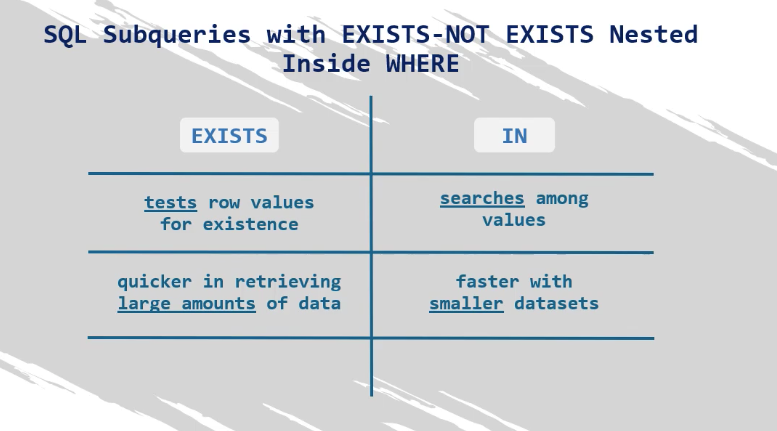 SQL Subqueries with EXISTS-NOT EXISTS Nested
Inside WHERE
EXISTS
IN
tests row values
for existence
searches among
values
quicker in retrieving
large amounts of data
faster with
smaller datasets